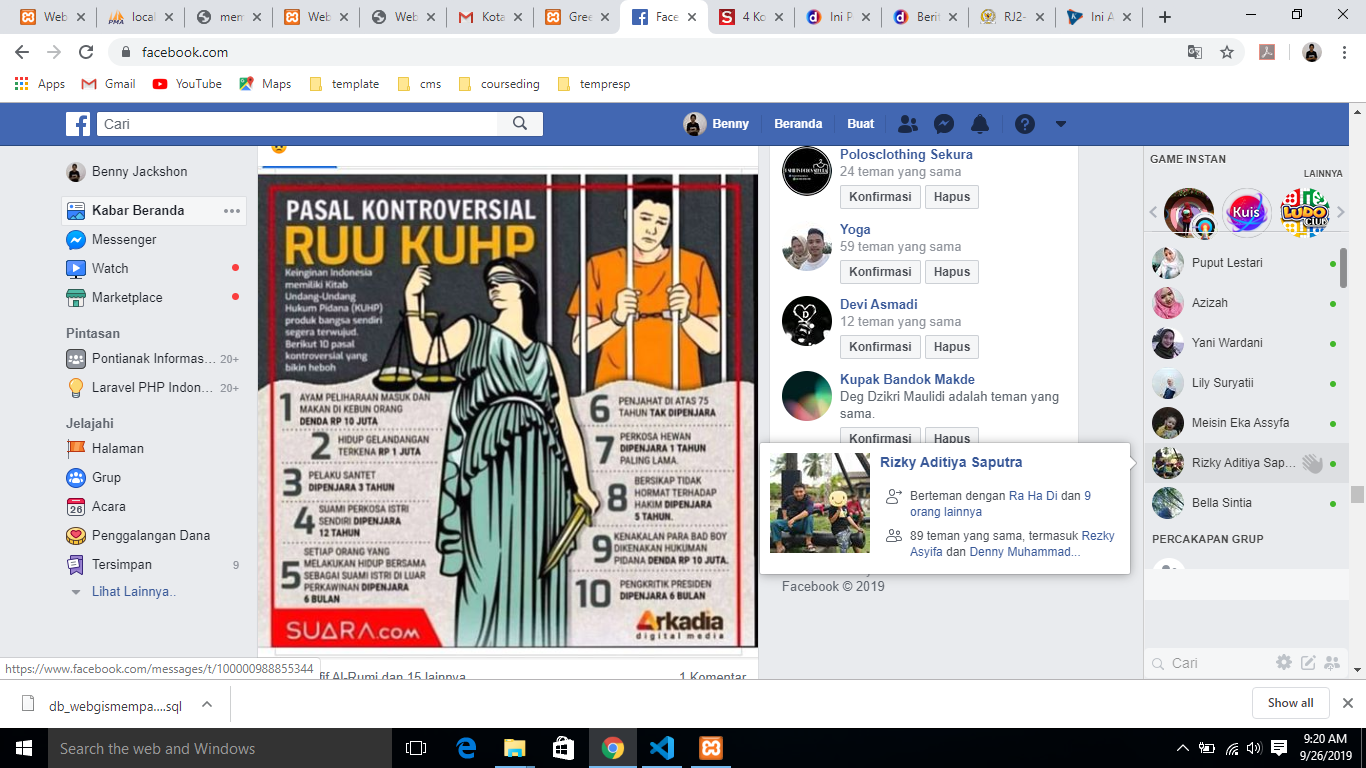 Web
local
mem
Web
Web
Kota
Gree
Face
4 Ko
Ini P
Berit
RJ2-
Ini A
facebook.com
Apps
Gmail
YouTube
Maps
template
cms
courseding
tempresp
Cari
Benny
Beranda
Buat
Benny Jackshon
Kabar Beranda
Messenger
Watch
Marketplace
Pintasan
Pontianak Informas... 20+
Laravel PHP Indon... 20+
Jelajahi
Halaman
Grup
26 Acara
Penggalangan Dana
Tersimpan 9
Lihat Lainnya..
PASAL KONTROVERSIAL
RUU KUHP
Keinginan Indonesia
memiliki Kitab
Undang-Undang
Hukum Pidana (KUHP)
produk bangsa sendiri
segera terwujud.
Berikut 10 pasal
kontroversial yang
bikin heboh
1 AYAM PELIHARAAN MASUK DAN
MAKAN DI KEBUN ORANG
DENDA RP 10 JUTA
2 HIDUP GELANDANGAN
TERKENA RP 1 JUTA
3 PELAKU SANTET
DIPENJARA 3 TAHUN
4 SUAMI PERKOSA ISTRI
SENDIRI DIPENJARA
12 TAHUN
5 SETIAP ORANG YANG
MELAKUKAN HIDUP BERSAMA
SEBAGAI SUAMI ISTRI DI LUAR
PERKAWINAN DIPENJARA
6 BULAN
6 PENJAHAT DI ATAS 75
TAHUN TAK DIPENJARA
7 PERKOSA HEWAN
DIPENJARA 1 TAHUN
PALING LAMA.
8 BERSIKAP TIDAK
HORMAT TERHADAP
HAKIM DIPENJARA
5 TAHUN.
9 KENAKALAN PARA BAD BOY
DIKENAKAN HUKUMAN
PIDANA DENDA RP 10 JUTA.
10 PENGKRITIK PRESIDEN
DIPENJARA 6 BULAN
SUARA.com
Arkadia
digital media
fif Al-Rumi dan 15 lainnya
1 Komentar
Polosclothing Sekura
24 teman yang sama
Konfirmasi Hapus
Yoga
59 teman yang sama
Konfirmasi Hapus
Devi Asmadi
12 teman yang sama
Konfirmasi Hapus
Kupak Bandok Makde
Deg Dzikri Maulidi adalah teman yang
sama.
Konfirmasi Hapus
Rizky Aditiya Saputra
Berteman dengan Ra Ha Di dan 9
orang lainnya
89 teman yang sama, termasuk Rezky
Asyifa dan Denny Muhammad...
Facebook © 2019
GAME INSTAN
LAINNYA
Kuis
LUDO
CLUB
Puput Lestari
Azizah
Yani Wardani
Lily Suryatii
Meisin Eka Assyfa
Rizky Aditiya Sap...
Bella Sintia
PERCAKAPAN GRUP
Cari
https://www.facebook.com/messages/t/100000988855344
db_webgismempa....sql
Show all
Search the web and Windows
9:20 AM
9/26/2019